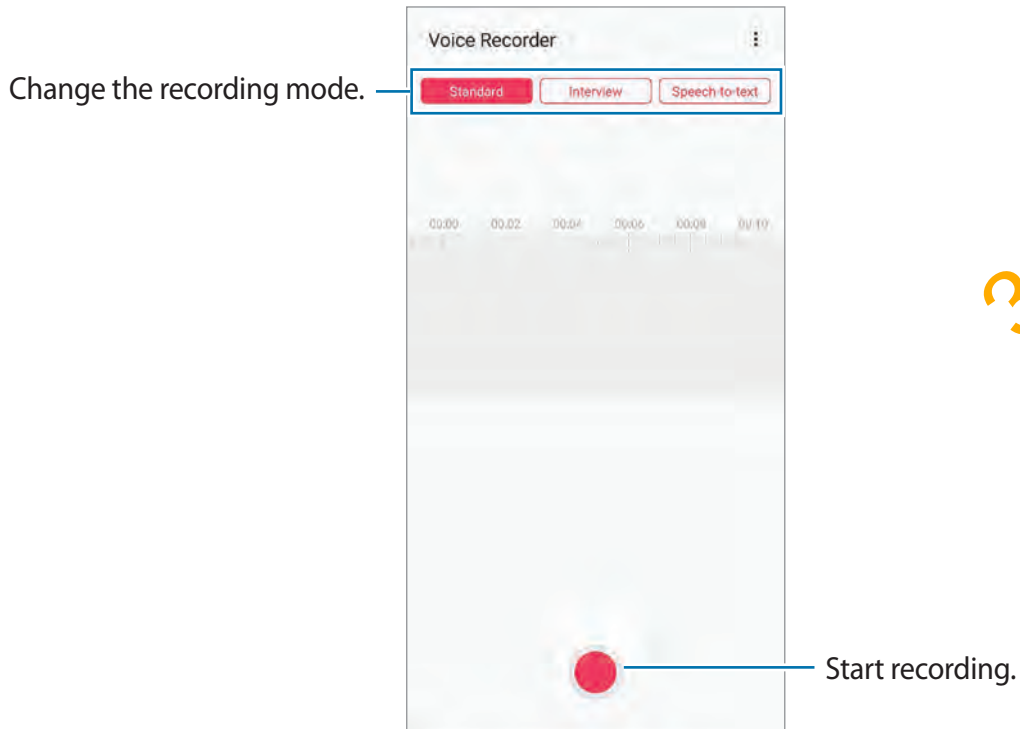 Voice Recorder
Change the recording mode.
Standard Interview Speech-to-text
00:00 00:02 00:04 00:06 00:08 00:10
Start recording.